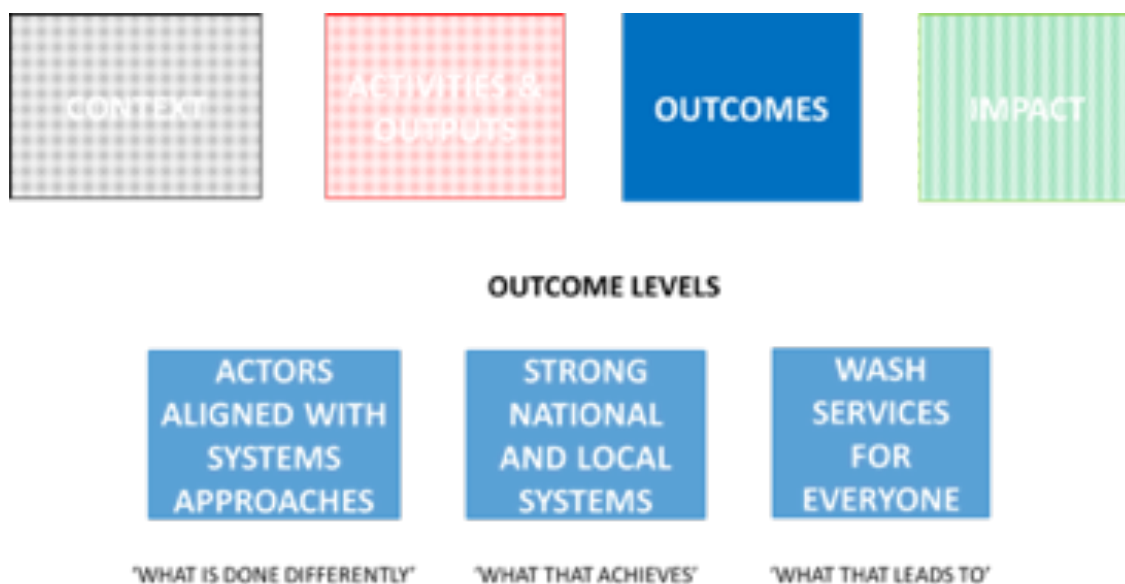 CONTEXT
ACTIVITIES &
OUTPUTS
OUTCOMES
IMPACT
OUTCOME LEVELS
ACTORS
ALIGNED WITH
SYSTEMS
APPROACHES
STRONG
NATIONAL
AND LOCAL
SYSTEMS
WASH
SERVICES
FOR
EVERYONE
'WHAT IS DONE DIFFERENTLY'
'WHAT THAT ACHIEVES'
'WHAT THAT LEADS TO'